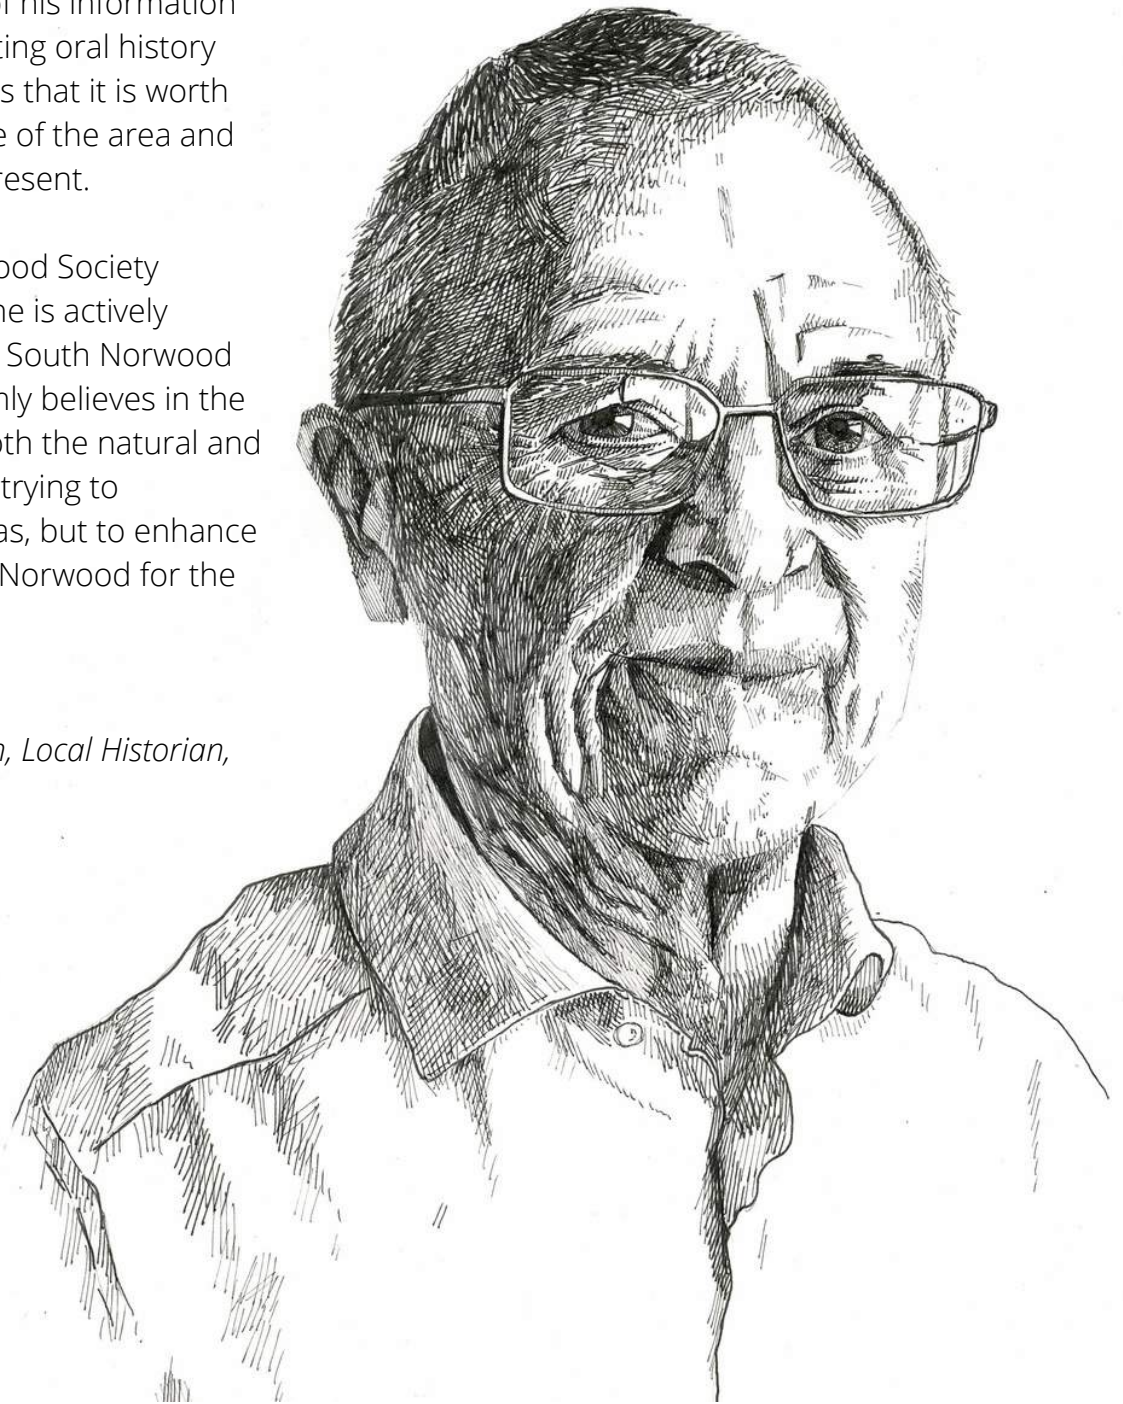 of his information
ting oral history
s that it is worth
e of the area and
resent.
ood Society
he is actively
South Norwood
nly believes in the
oth the natural and
trying to
as, but to enhance
Norwood for the
n, Local Historian,